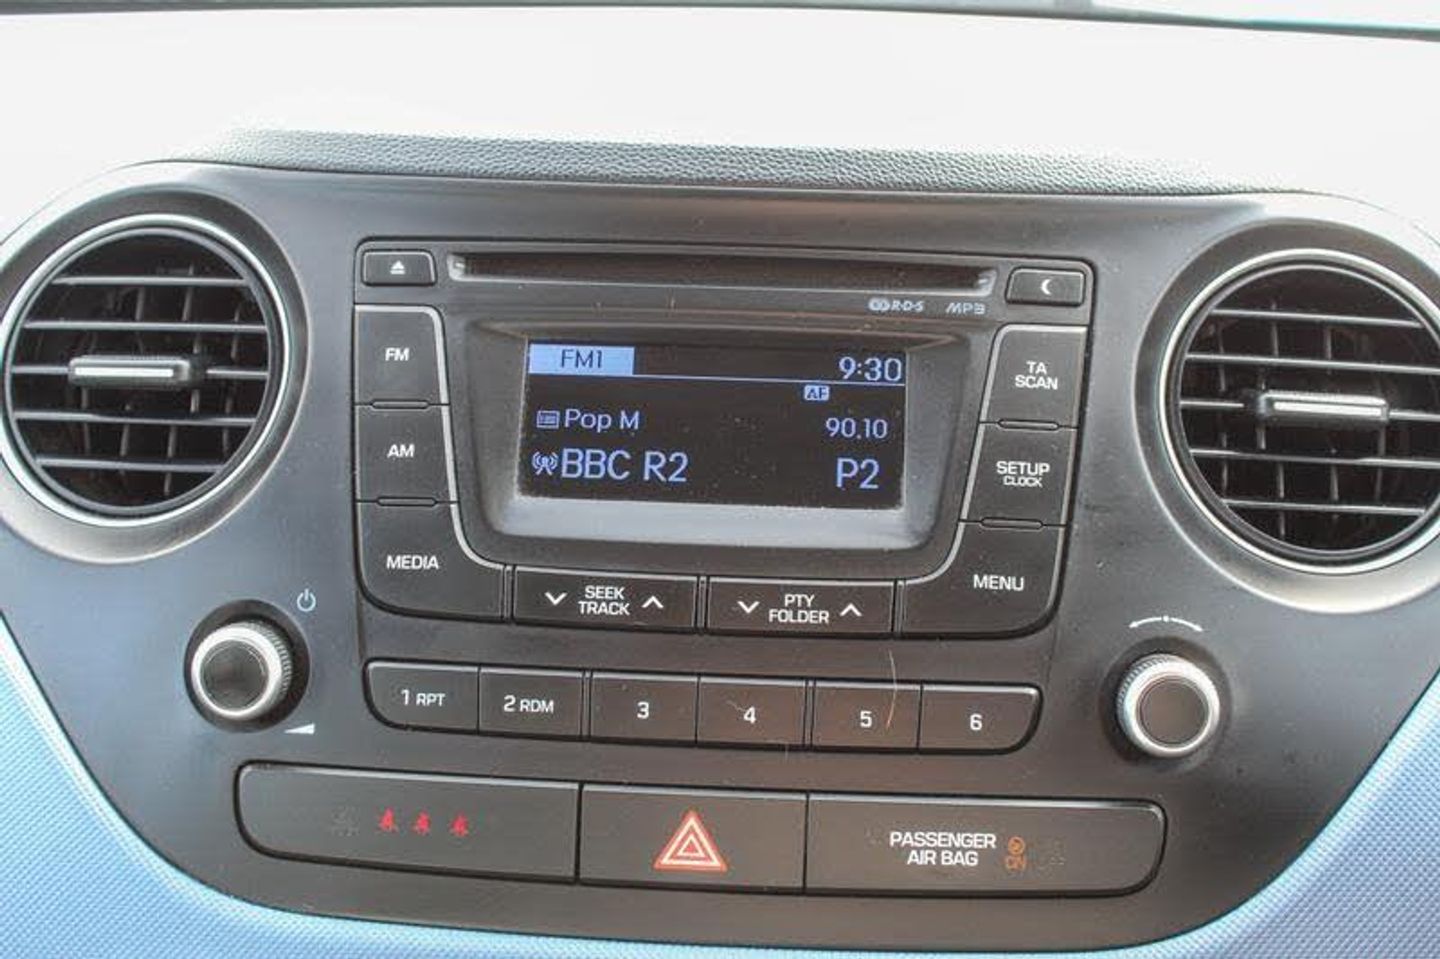 R·D·S MP3
FM
FM1 9:30
TA SCAN
AF
Pop M 90.10
AM
BBC R2 P2
SETUP CLOCK
MEDIA
SEEK TRACK
PTY FOLDER
MENU
1 RPT
2 RDM
3
4
5
6
PASSENGER AIR BAG
ON